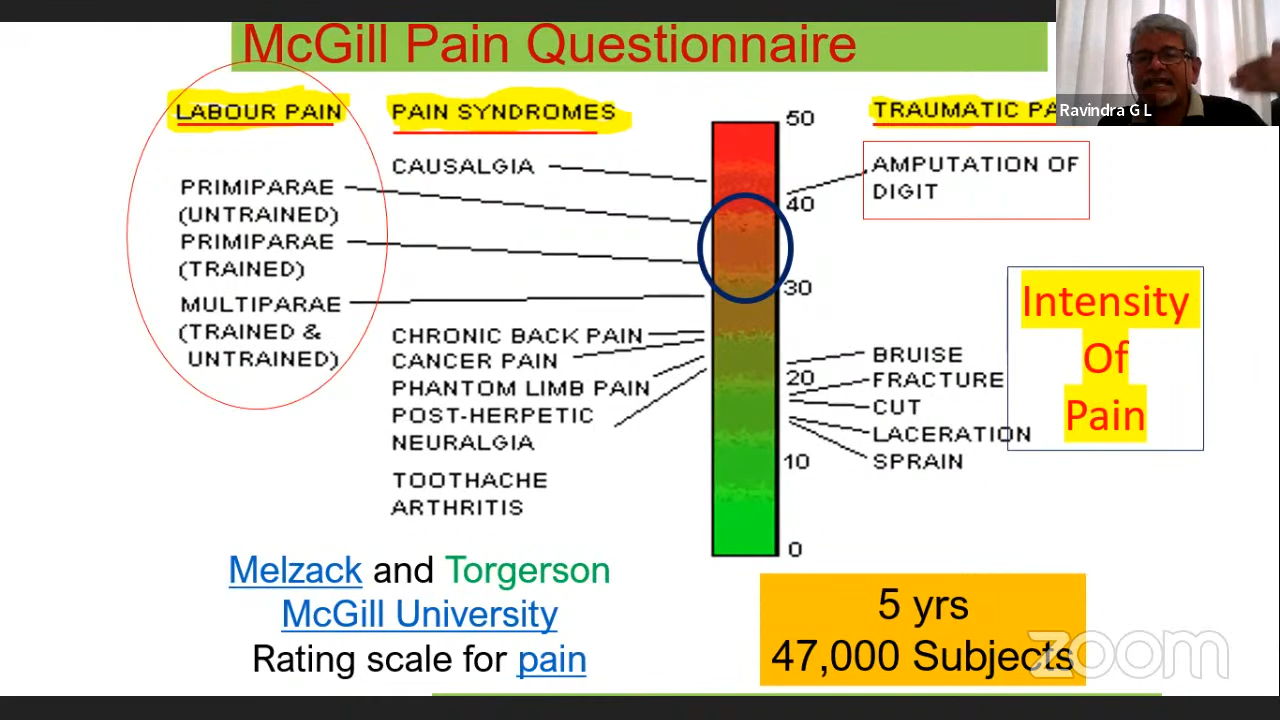 McGill Pain Questionnaire
LABOUR PAIN
PRIMIPARAE
(UNTRAINED)
PRIMIPARAE
(TRAINED)
MULTIPARAE
(TRAINED &
UNTRAINED)
PAIN SYNDROMES
CAUSALGIA
CHRONIC BACK PAIN
CANCER PAIN
PHANTOM LIMB PAIN
POST-HERPETIC
NEURALGIA
TOOTHACHE
ARTHRITIS
50
40
30
20
10
0
TRAUMATIC PA
AMPUTATION OF
DIGIT
BRUISE
FRACTURE
CUT
LACERATION
SPRAIN
Ravindra G L
Intensity
Of
Pain
Melzack and Torgerson
McGill University
Rating scale for pain
5 yrs
47,000 Subjects
zoom